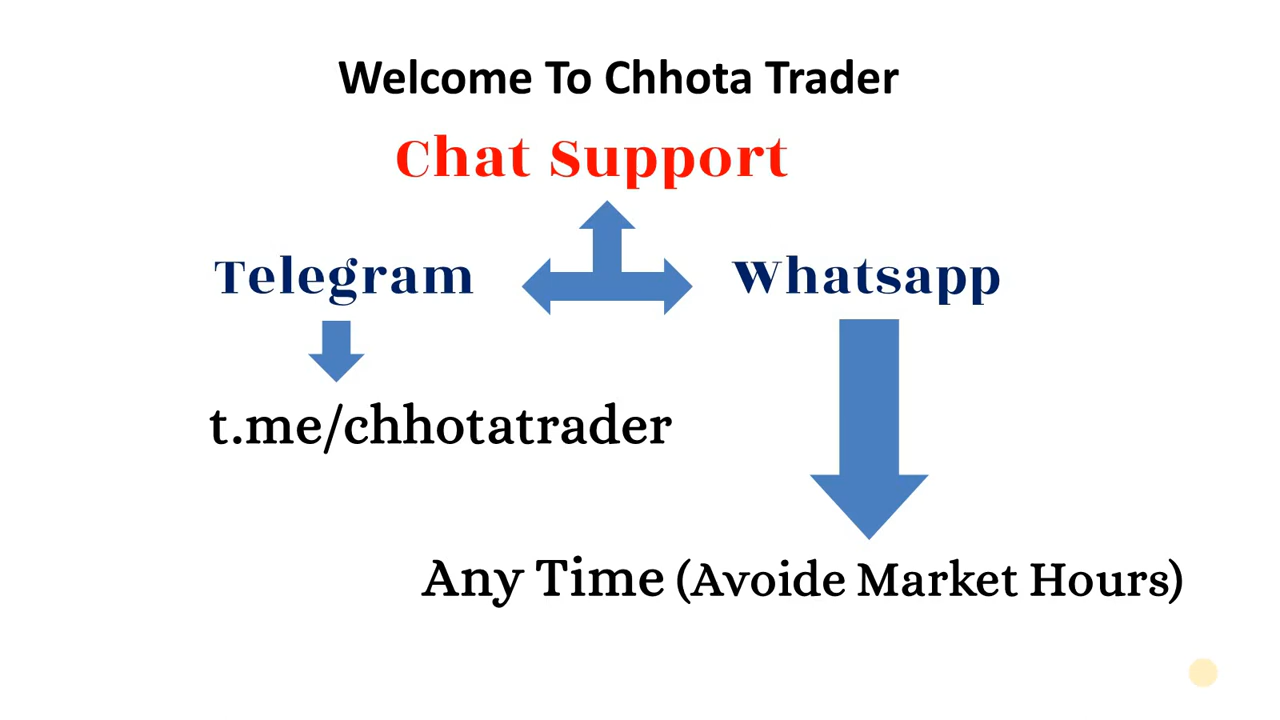 Welcome To Chhota Trader
Chat Support
Telegram
Whatsapp
t.me/chhotatrader
Any Time (Avoide Market Hours)